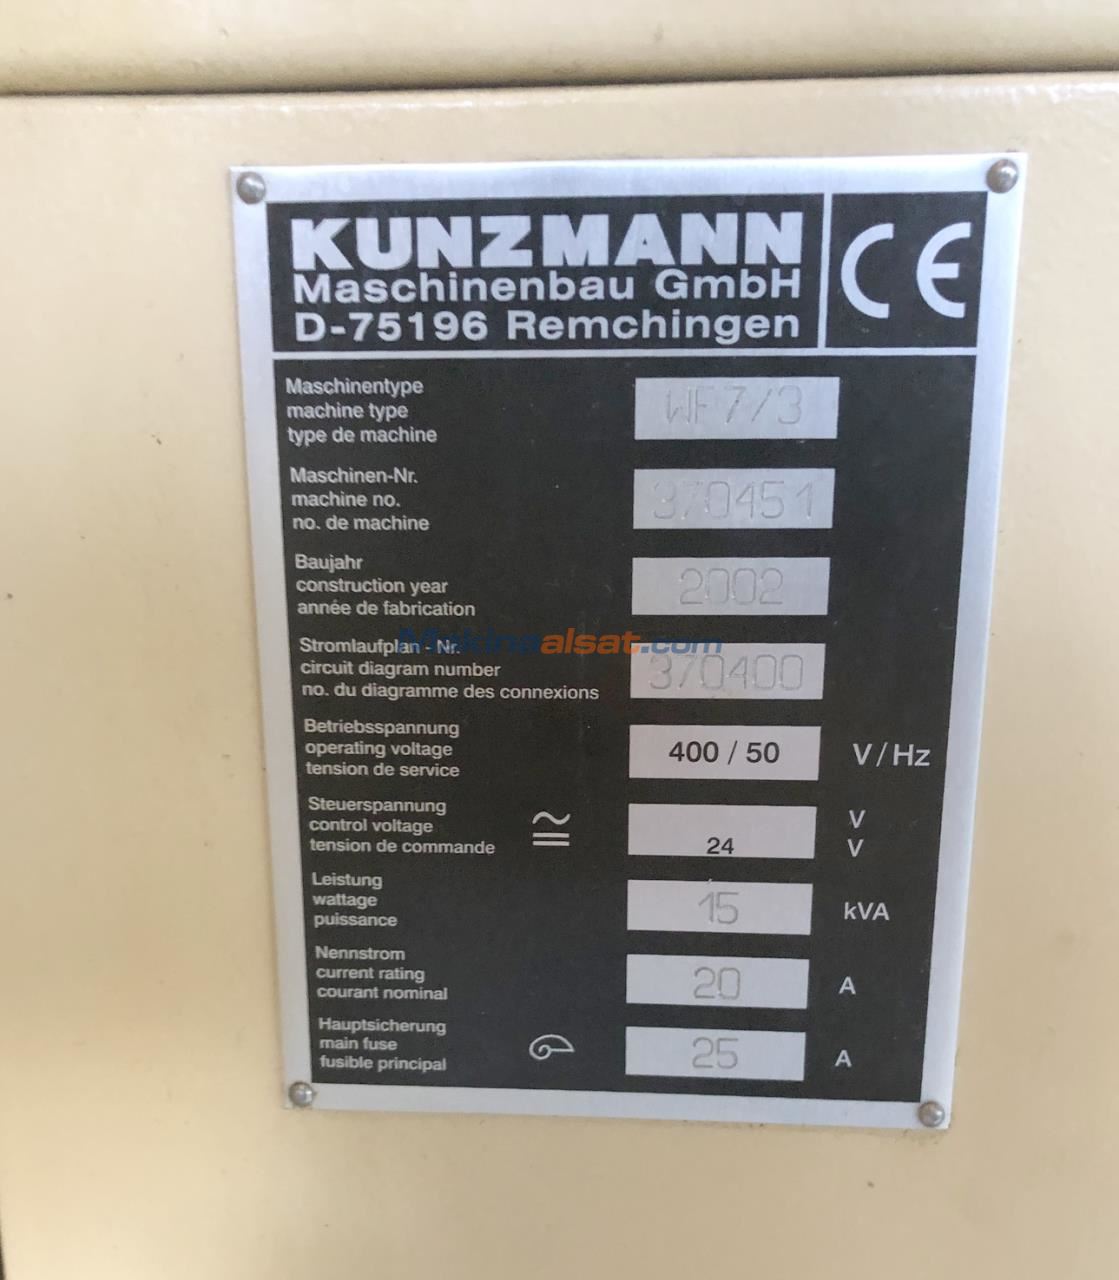 KUNZMANN
Maschinenbau GmbH
D-75196 Remchingen
CE
Maschinentype
machine type
type de machine
WF7/3
Maschinen-Nr.
machine no.
no. de machine
370451
Baujahr
construction year
année de fabrication
2002
Makinaalsat.com
Stromlaufplan - Nr.
circuit diagram number
no. du diagramme des connexions
370400
Betriebsspannung
operating voltage
tension de service
400 / 50 V/Hz
Steuerspannung
control voltage
tension de commande
V
24 V
Leistung
wattage
puissance
15 kVA
Nennstrom
current rating
courant nominal
20 A
Hauptsicherung
main fuse
fusible principal
25 A